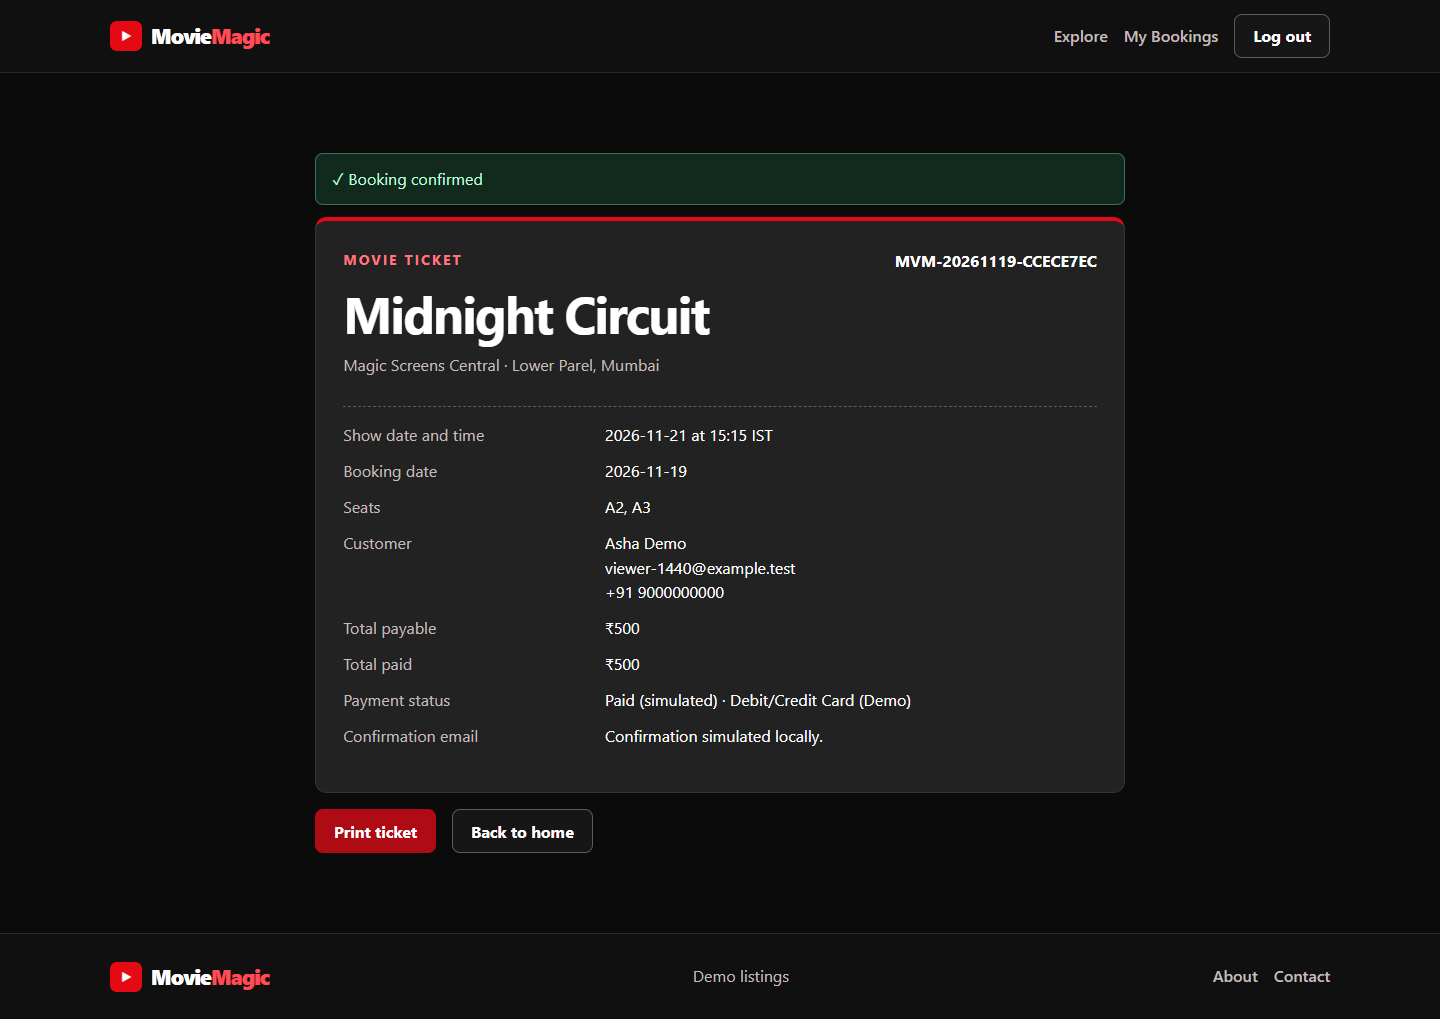 MovieMagic
Explore My Bookings Log out
✓ Booking confirmed
MOVIE TICKET MVM-20261119-CCECE7EC
Midnight Circuit
Magic Screens Central · Lower Parel, Mumbai
Show date and time 2026-11-21 at 15:15 IST
Booking date 2026-11-19
Seats A2, A3
Customer Asha Demo
viewer-1440@example.test
+91 9000000000
Total payable ₹500
Total paid ₹500
Payment status Paid (simulated) · Debit/Credit Card (Demo)
Confirmation email Confirmation simulated locally.
Print ticket Back to home
MovieMagic Demo listings About Contact